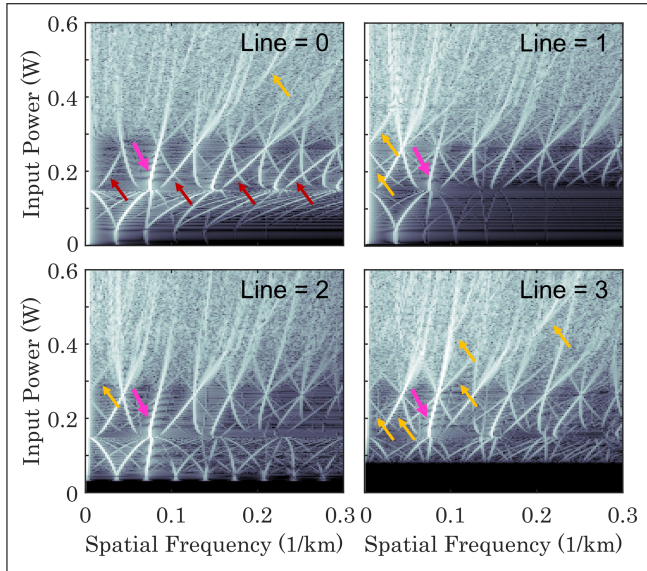 Line = 0
Line = 1
Input Power (W)
0.6
0.4
0.2
0
Line = 2
Line = 3
Input Power (W)
0.6
0.4
0.2
0
0
0.1
0.2
0.3
0
0.1
0.2
0.3
Spatial Frequency (1/km)
Spatial Frequency (1/km)